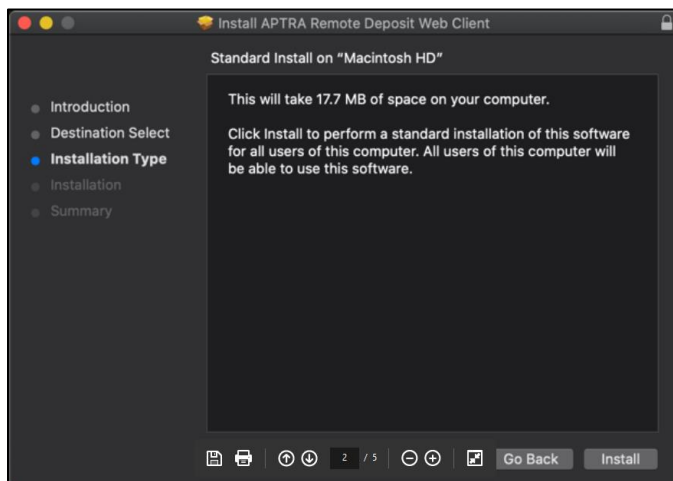 Install APTRA Remote Deposit Web Client
Standard Install on "Macintosh HD"
Introduction
Destination Select
Installation Type
Installation
Summary
This will take 17.7 MB of space on your computer.
Click Install to perform a standard installation of this software
for all users of this computer. All users of this computer will
be able to use this software.
2 / 5
Go Back
Install